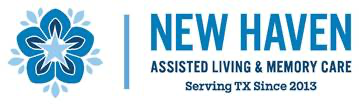 NEW HAVEN
ASSISTED LIVING & MEMORY CARE
Serving TX Since 2013